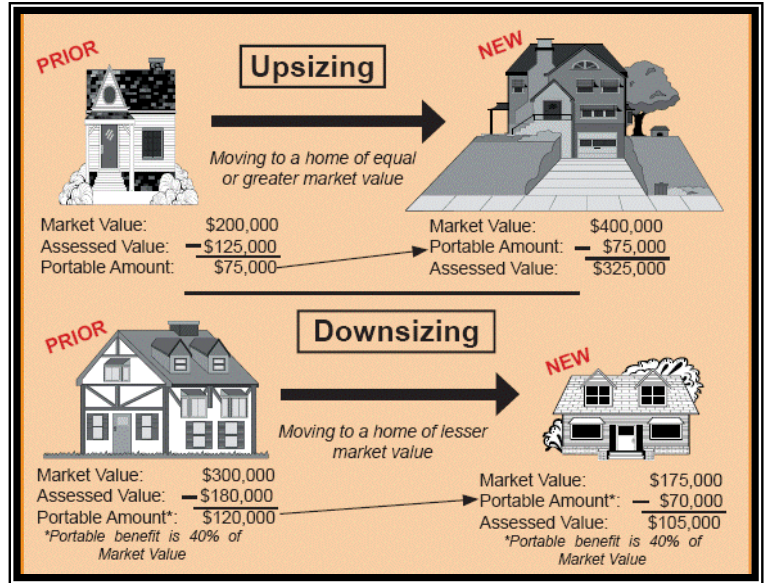 PRIOR
Upsizing
NEW
Moving to a home of equal
or greater market value
Market Value: $200,000
Assessed Value: – $125,000
Portable Amount: $75,000
Market Value: $400,000
Portable Amount: – $75,000
Assessed Value: $325,000
PRIOR
Downsizing
NEW
Moving to a home of lesser
market value
Market Value: $300,000
Assessed Value: – $180,000
Portable Amount*: $120,000
*Portable benefit is 40% of
Market Value
Market Value: $175,000
Portable Amount*: – $70,000
Assessed Value: $105,000
*Portable benefit is 40% of
Market Value